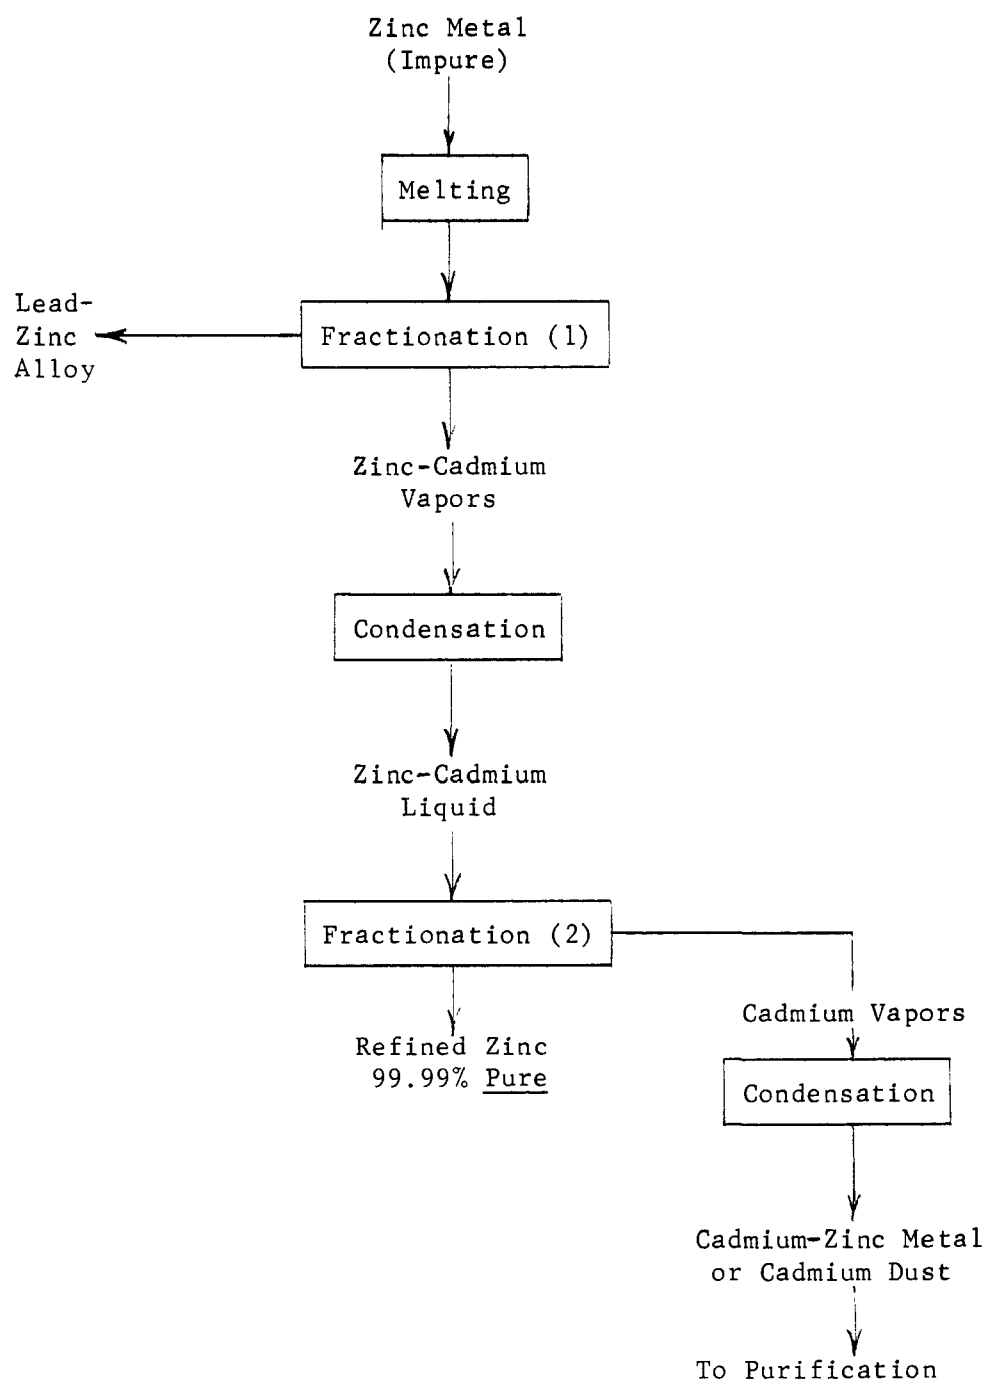 Zinc Metal
(Impure)
Melting
Lead-
Zinc
Alloy
Fractionation (1)
Zinc-Cadmium
Vapors
Condensation
Zinc-Cadmium
Liquid
Fractionation (2)
Refined Zinc
99.99% Pure
Cadmium Vapors
Condensation
Cadmium-Zinc Metal
or Cadmium Dust
To Purification